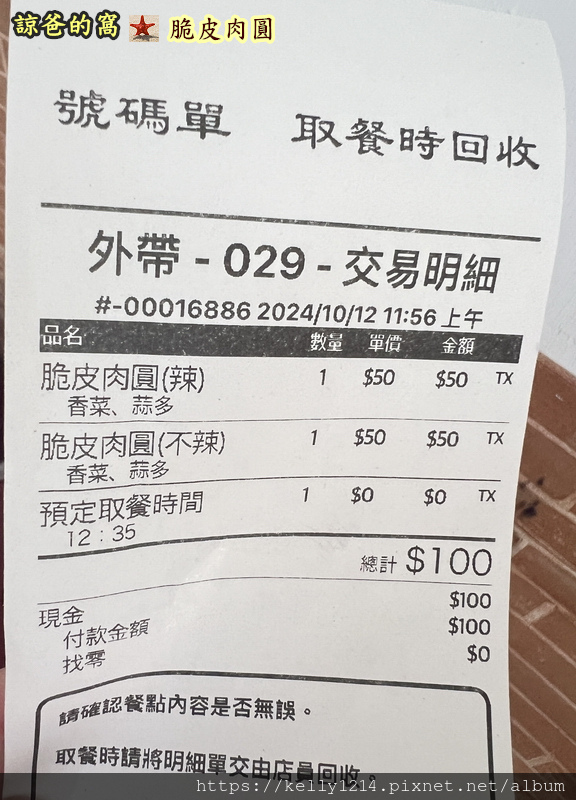 諒爸的窩 脆皮肉圓
號碼單 取餐時回收
外帶 - 029 - 交易明細
#-00016886 2024/10/12 11:56 上午
品名 數量 單價 金額
脆皮肉圓(辣) 1 $50 $50 TX
香菜、蒜多
脆皮肉圓(不辣) 1 $50 $50 TX
香菜、蒜多
預定取餐時間 1 $0 $0 TX
12：35
總計 $100
現金 $100
付款金額 $100
找零 $0
請確認餐點內容是否無誤。
取餐時請將明細單交由店員回收。
https://kelly1214.pixnet.net/album